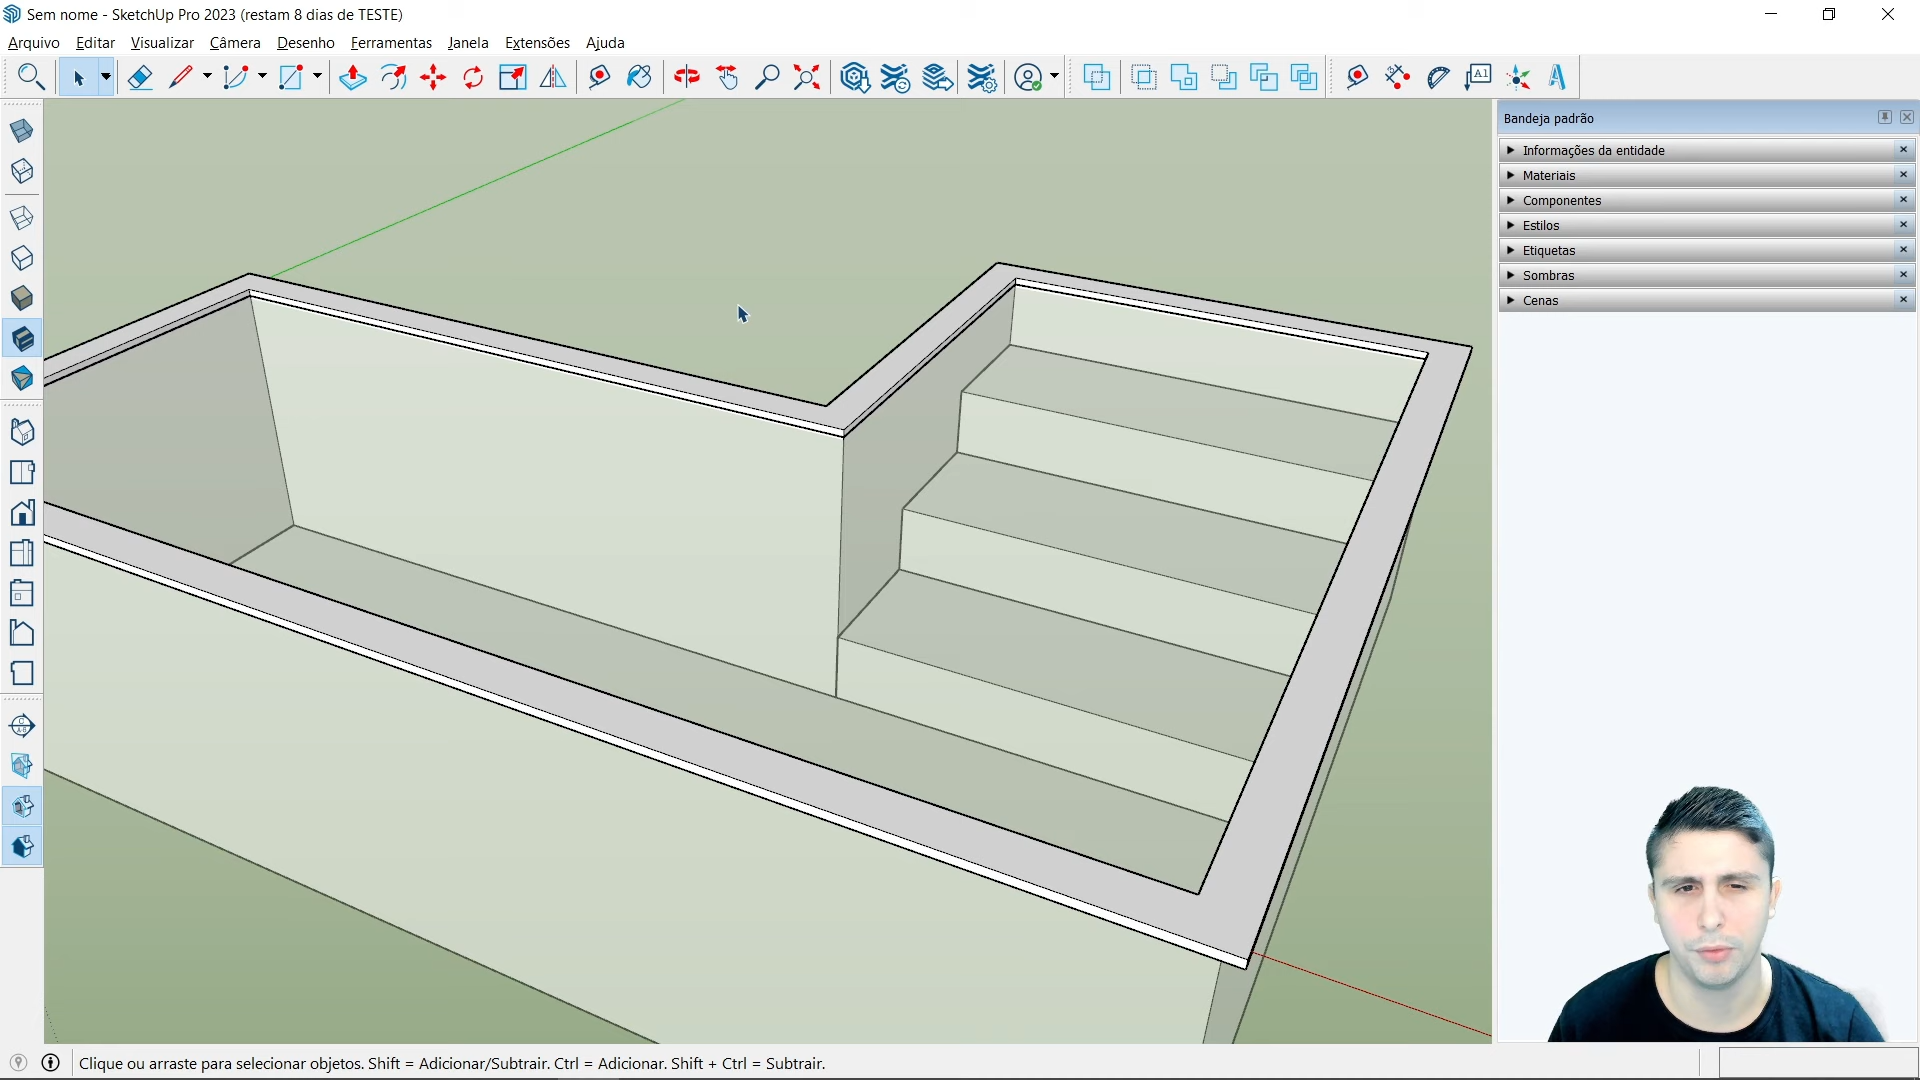 Sem nome - SketchUp Pro 2023 (restam 8 dias de TESTE)
Arquivo Editar Visualizar Câmera Desenho Ferramentas Janela Extensões Ajuda
A1
Bandeja padrão
Informações da entidade
Materiais
Componentes
Estilos
Etiquetas
Sombras
Cenas
Clique ou arraste para selecionar objetos. Shift = Adicionar/Subtrair. Ctrl = Adicionar. Shift + Ctrl = Subtrair.